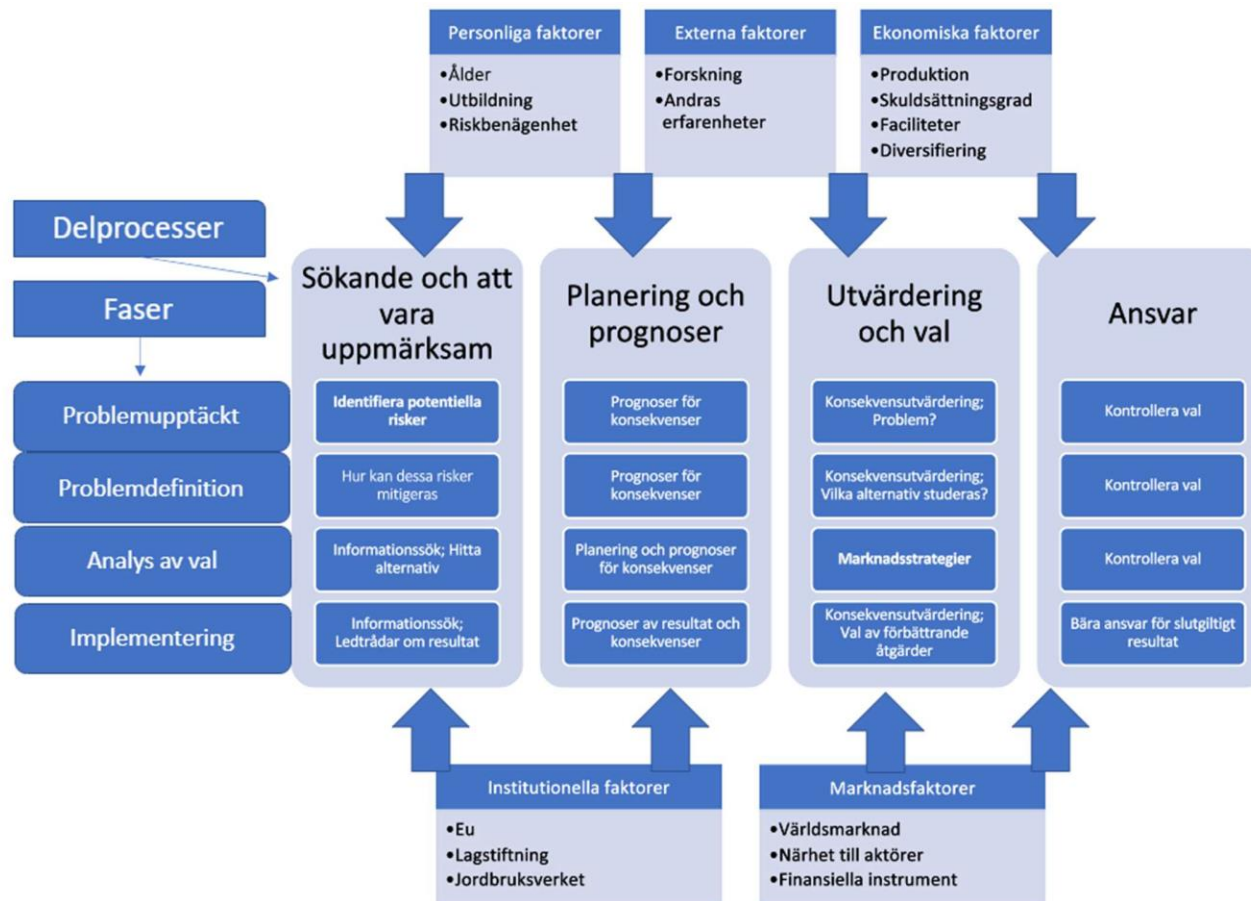 Personliga faktorer
•Ålder
•Utbildning
•Riskbenägenhet
Externa faktorer
•Forskning
•Andras
erfarenheter
Ekonomiska faktorer
•Produktion
•Skuldsättningsgrad
•Faciliteter
•Diversifiering
Delprocesser
Faser
Sökande och att
vara
uppmärksam
Planering och
prognoser
Utvärdering
och val
Ansvar
Problemupptäckt
Identifiera potentiella
risker
Prognoser för
konsekvenser
Konsekvensutvärdering;
Problem?
Kontrollera val
Problemdefinition
Hur kan dessa risker
mitigeras
Prognoser för
konsekvenser
Konsekvensutvärdering;
Vilka alternativ studeras?
Kontrollera val
Analys av val
Informationssök; Hitta
alternativ
Planering och prognoser
för konsekvenser
Marknadsstrategier
Kontrollera val
Implementering
Informationssök;
Ledtrådar om resultat
Prognoser av resultat och
konsekvenser
Konsekvensutvärdering;
Val av förbättrande
åtgärder
Bära ansvar för slutgiltigt
resultat
Institutionella faktorer
•Eu
•Lagstiftning
•Jordbruksverket
Marknadsfaktorer
•Världsmarknad
•Närhet till aktörer
•Finansiella instrument